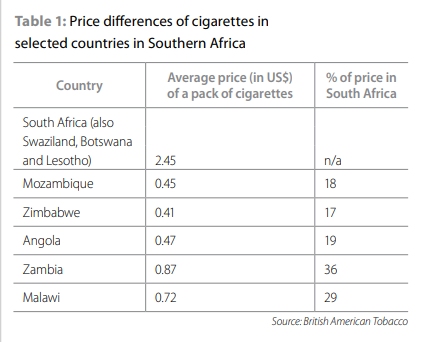 Table 1: Price differences of cigarettes in
selected countries in Southern Africa
Country
Average price (in US$)
of a pack of cigarettes
% of price in
South Africa
South Africa (also
Swaziland, Botswana
and Lesotho) 2.45 n/a
Mozambique 0.45 18
Zimbabwe 0.41 17
Angola 0.47 19
Zambia 0.87 36
Malawi 0.72 29
Source: British American Tobacco